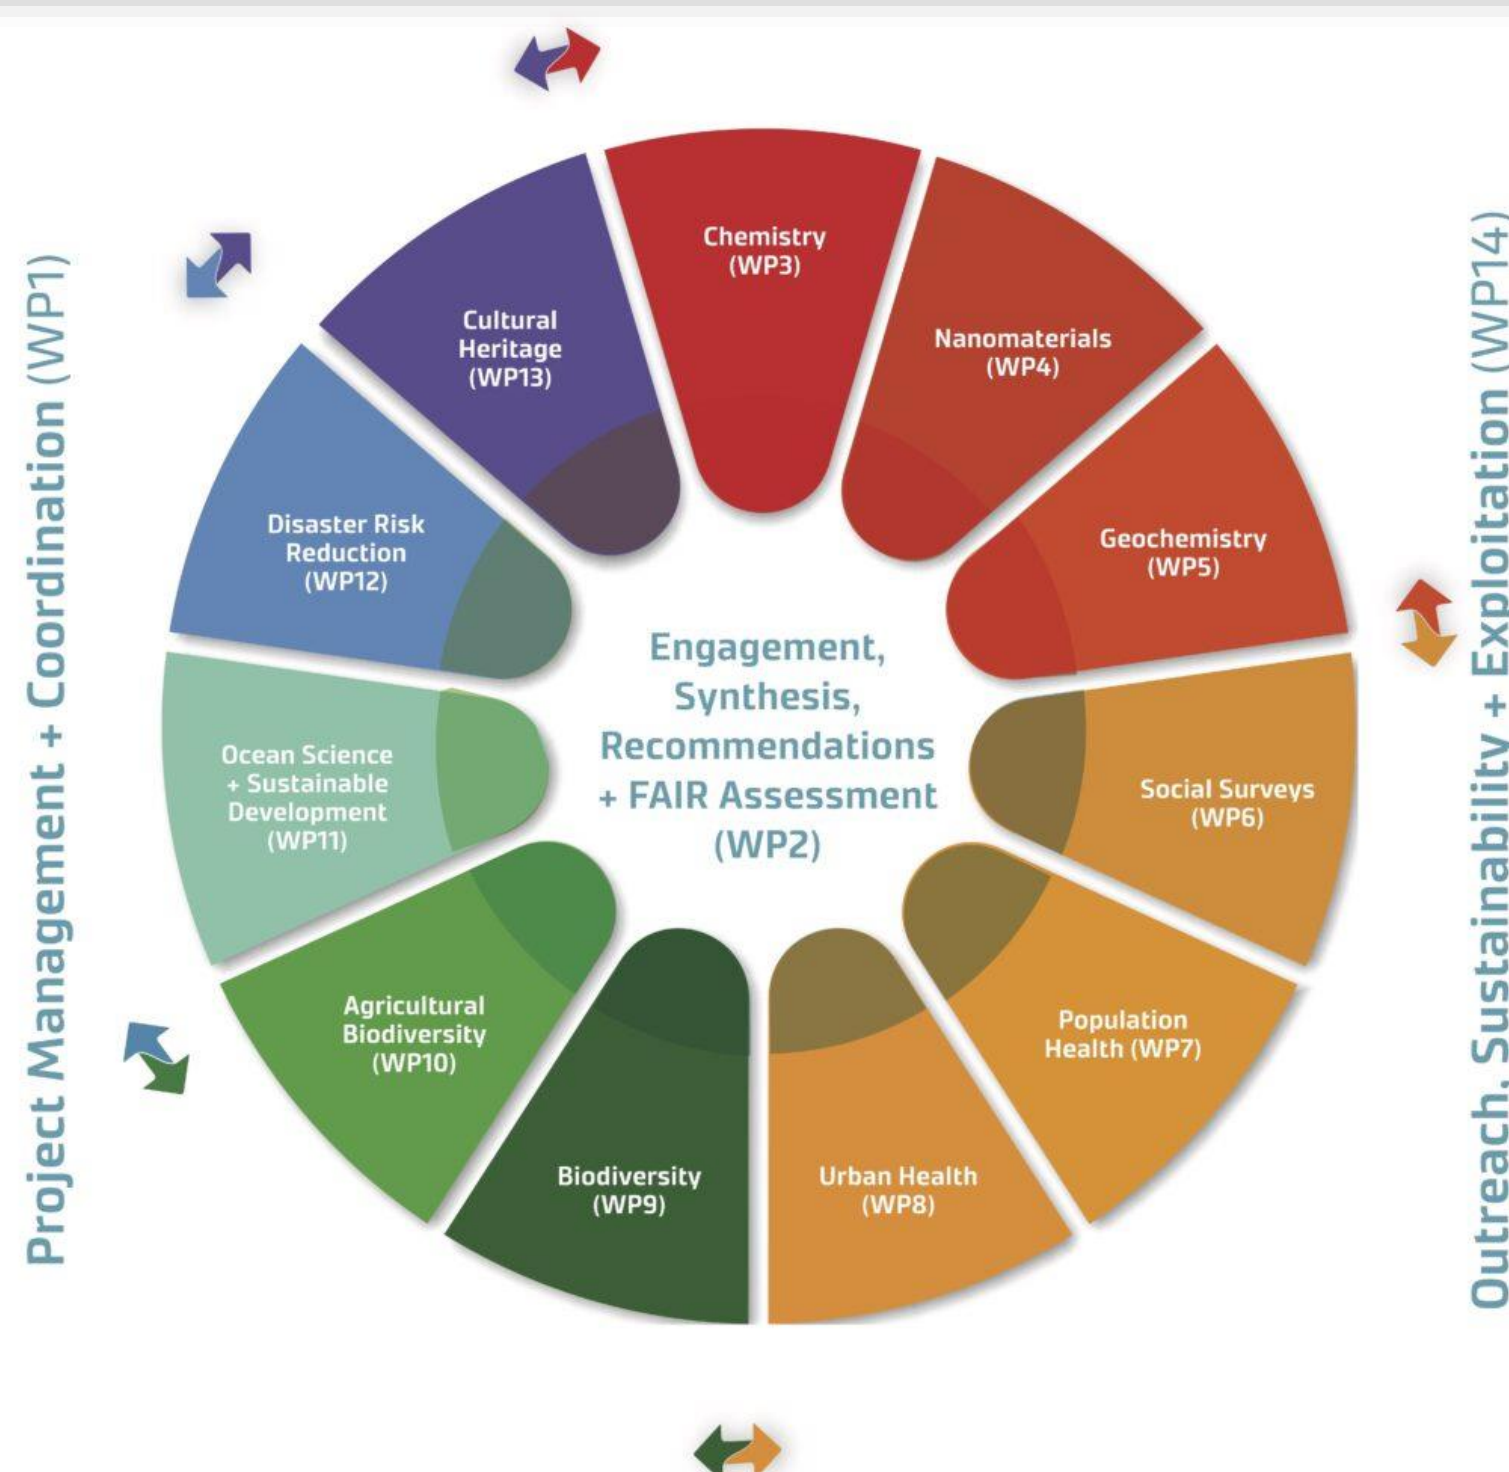 Project Management + Coordination (WP1)
Chemistry
(WP3)
Nanomaterials
(WP4)
Geochemistry
(WP5)
Social Surveys
(WP6)
Population
Health (WP7)
Urban Health
(WP8)
Biodiversity
(WP9)
Agricultural
Biodiversity
(WP10)
Ocean Science
+ Sustainable
Development
(WP11)
Disaster Risk
Reduction
(WP12)
Cultural
Heritage
(WP13)
Engagement,
Synthesis,
Recommendations
+ FAIR Assessment
(WP2)
Outreach, Sustainability + Exploitation (WP14)